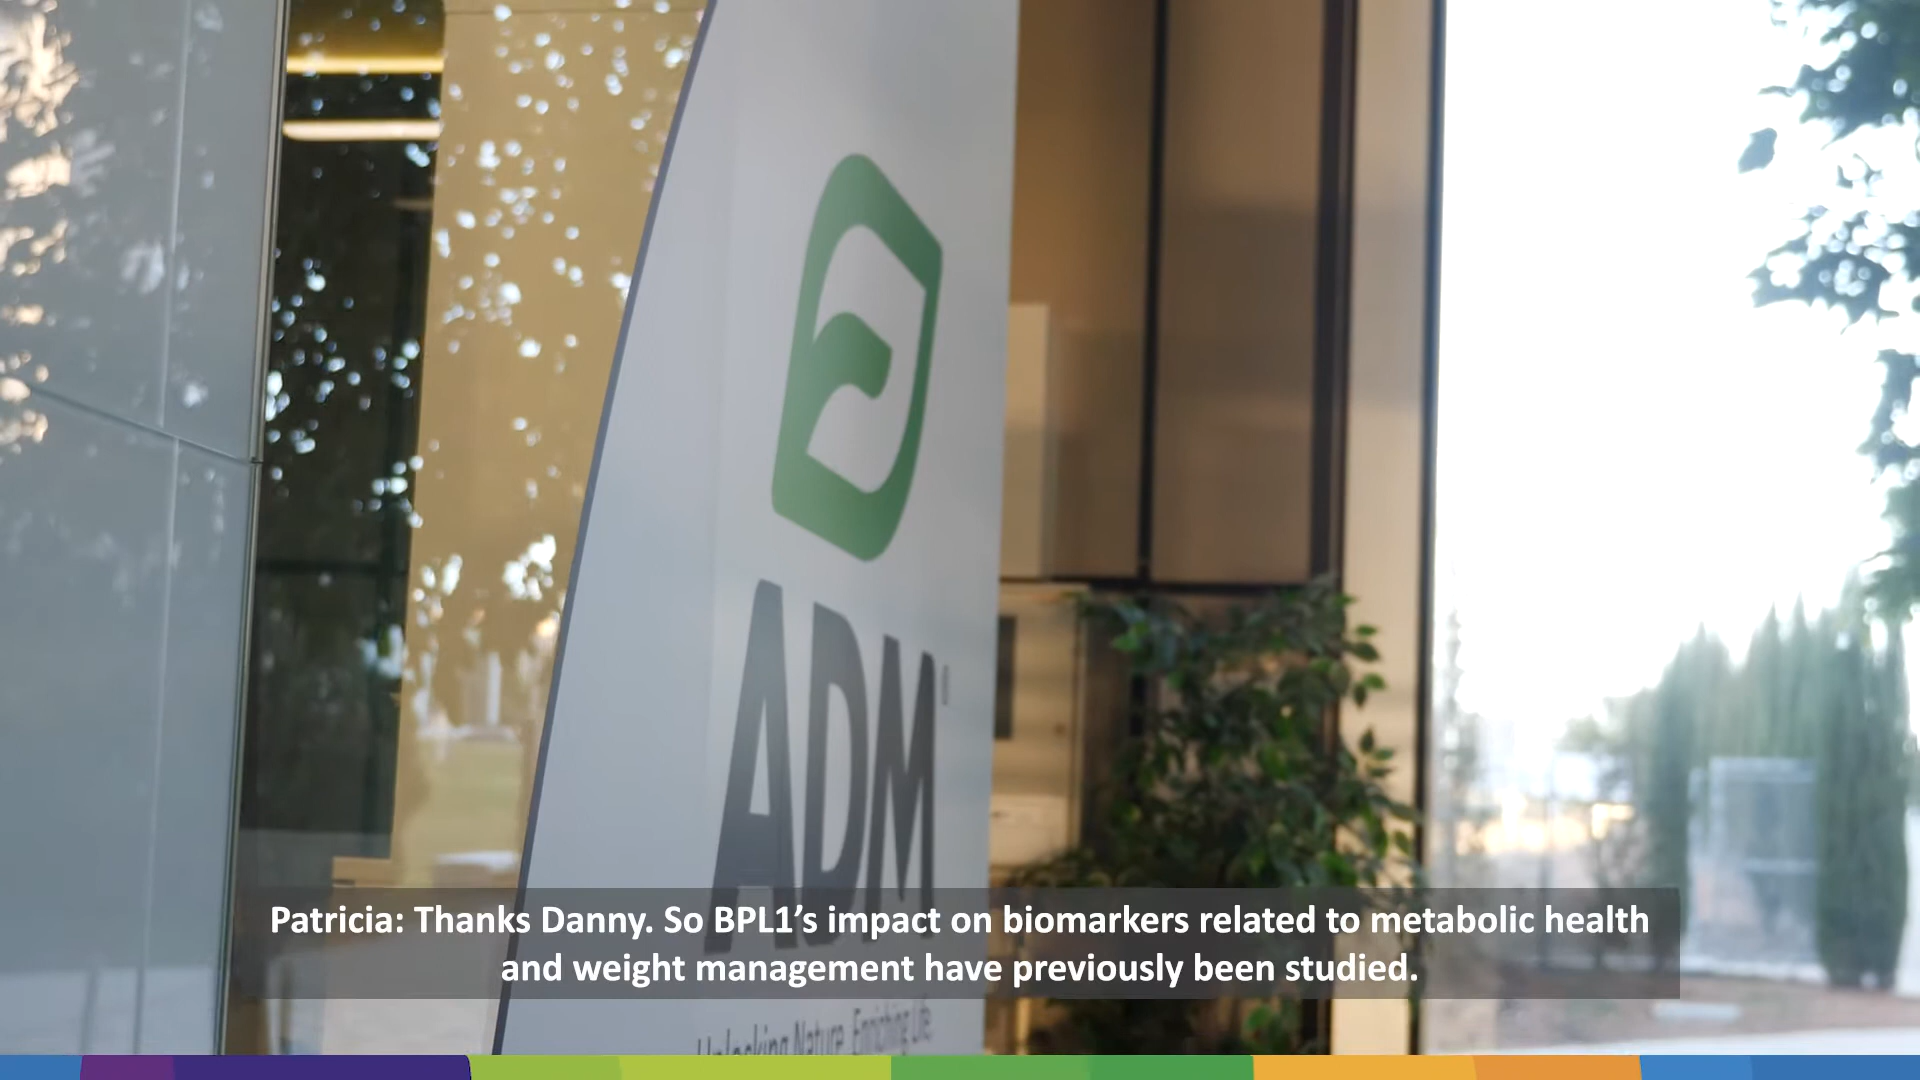 ADM
Patricia: Thanks Danny. So BPL1’s impact on biomarkers related to metabolic health
and weight management have previously been studied.
Unlocking Nature. Enriching Life.